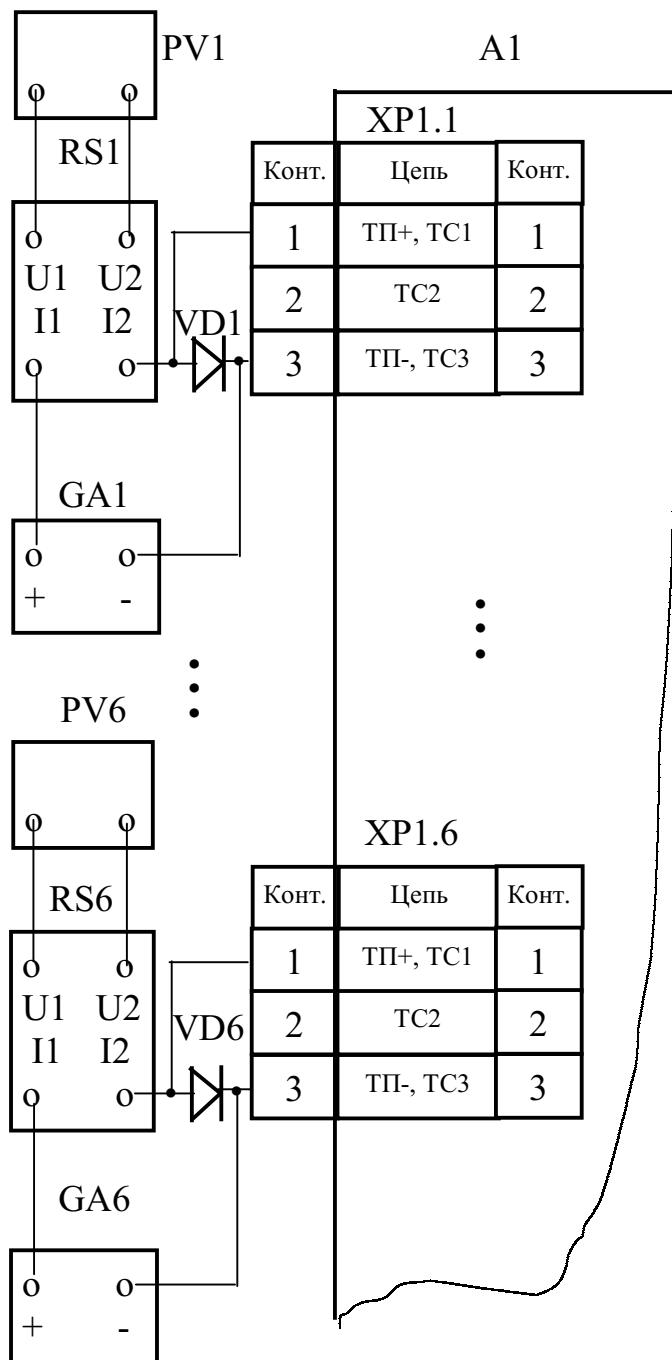 PV1
A1
XP1.1
RS1
Конт. Цепь Конт.
1 ТП+, ТС1 1
U1 U2
2 ТС2 2
I1 I2
VD1
3 ТП-, ТС3 3
GA1
+ -
PV6
XP1.6
RS6
Конт. Цепь Конт.
1 ТП+, ТС1 1
U1 U2
2 ТС2 2
I1 I2
VD6
3 ТП-, ТС3 3
GA6
+ -